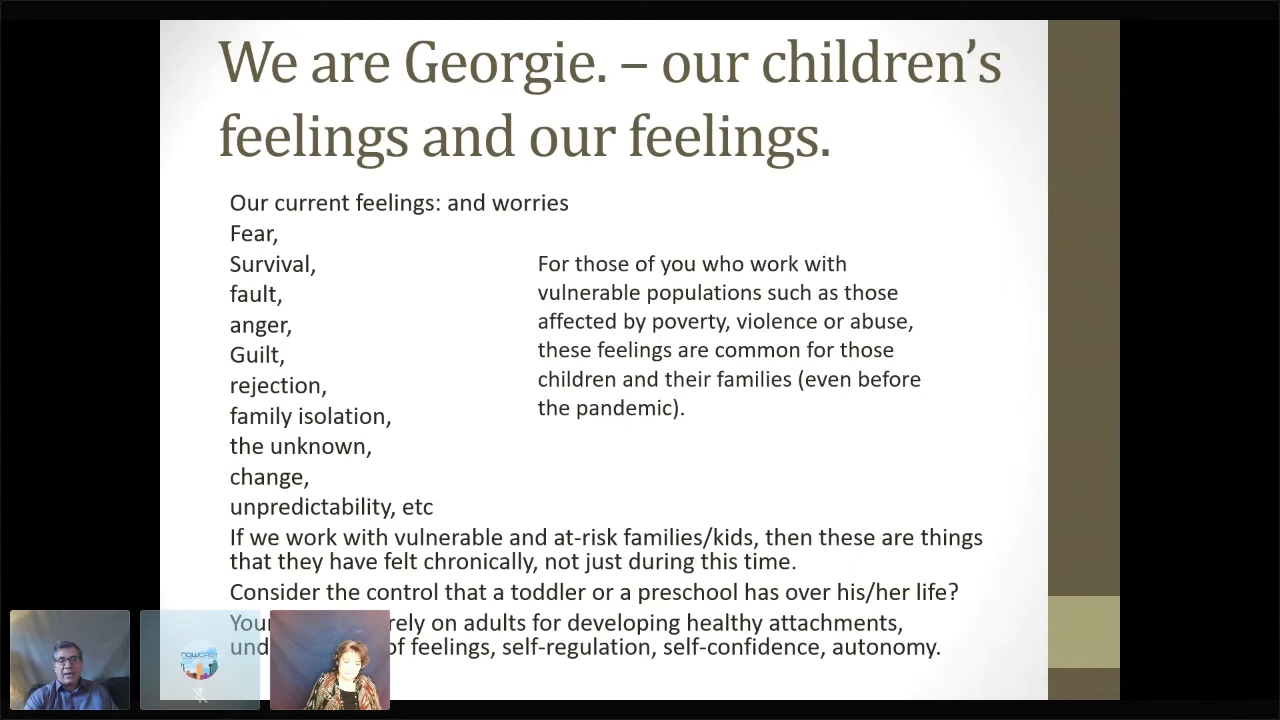 We are Georgie. – our children’s
feelings and our feelings.
Our current feelings: and worries
Fear,
Survival,
fault,
anger,
Guilt,
rejection,
family isolation,
the unknown,
change,
unpredictability, etc
For those of you who work with
vulnerable populations such as those
affected by poverty, violence or abuse,
these feelings are common for those
children and their families (even before
the pandemic).
If we work with vulnerable and at-risk families/kids, then these are things
that they have felt chronically, not just during this time.
Consider the control that a toddler or a preschool has over his/her life?
rely on adults for developing healthy attachments,
of feelings, self-regulation, self-confidence, autonomy.
NOWCAST